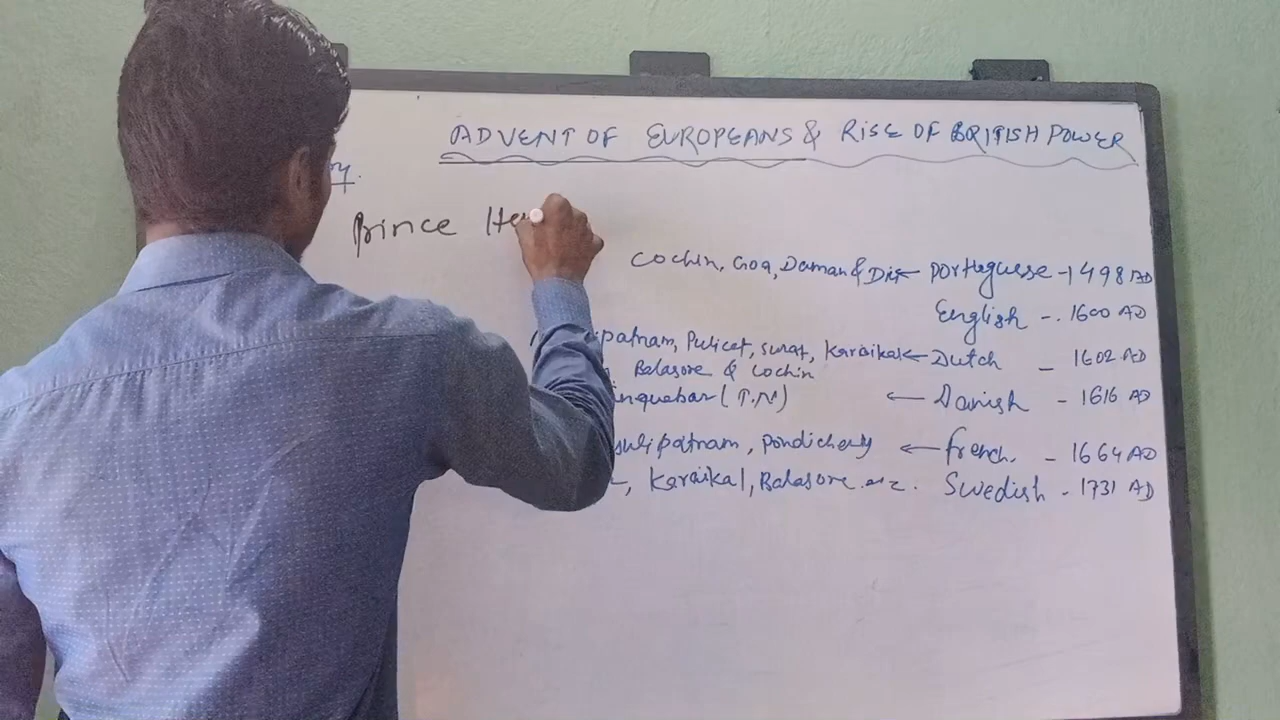 ADVENT OF EUROPEANS & RISE OF BRITISH POWER
Prince
Cochin, Goa, Daman & Diu ← Portuguese - 1498 AD
English - 1600 AD
Pulicat, Surat, Karaikal ← Dutch - 1602 AD
Balasore & Cochin
(T.N) ← Danish - 1616 AD
Pondicherry ← French. - 1664 AD
Karaikal, Balasore etc. Swedish - 1731 AD